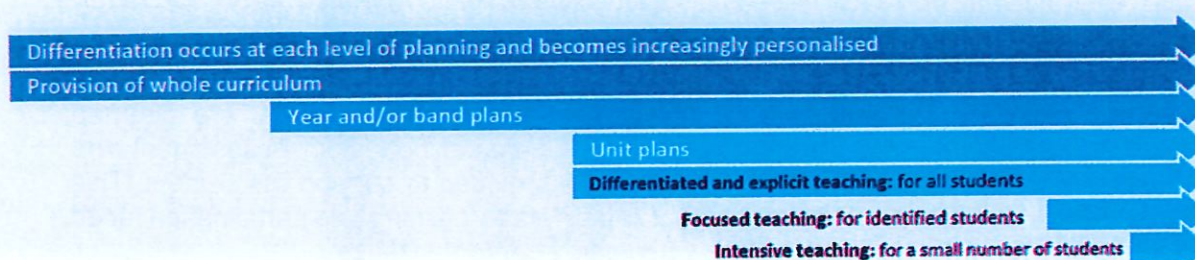 Differentiation occurs at each level of planning and becomes increasingly personalised
Provision of whole curriculum
Year and/or band plans
Unit plans
Differentiated and explicit teaching: for all students
Focused teaching: for identified students
Intensive teaching: for a small number of students